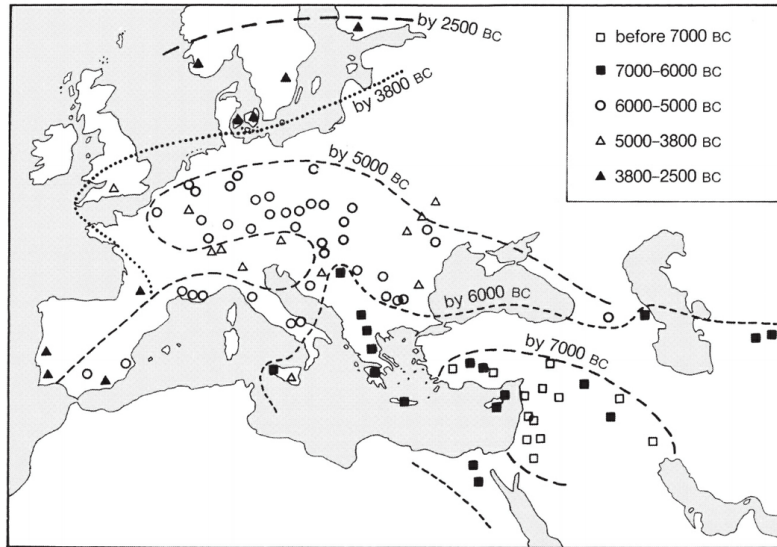 by 2500 BC
by 3800 BC
by 5000 BC
by 6000 BC
by 7000 BC
before 7000 BC
7000–6000 BC
6000–5000 BC
5000–3800 BC
3800–2500 BC